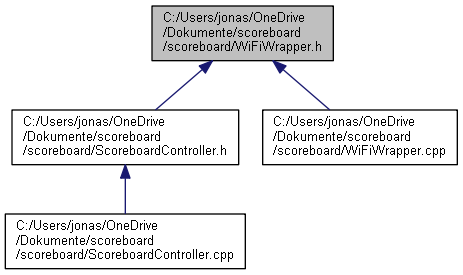 C:/Users/jonas/OneDrive
/Dokumente/scoreboard
/scoreboard/WiFiWrapper.h
C:/Users/jonas/OneDrive
/Dokumente/scoreboard
/scoreboard/ScoreboardController.h
C:/Users/jonas/OneDrive
/Dokumente/scoreboard
/scoreboard/WiFiWrapper.cpp
C:/Users/jonas/OneDrive
/Dokumente/scoreboard
/scoreboard/ScoreboardController.cpp